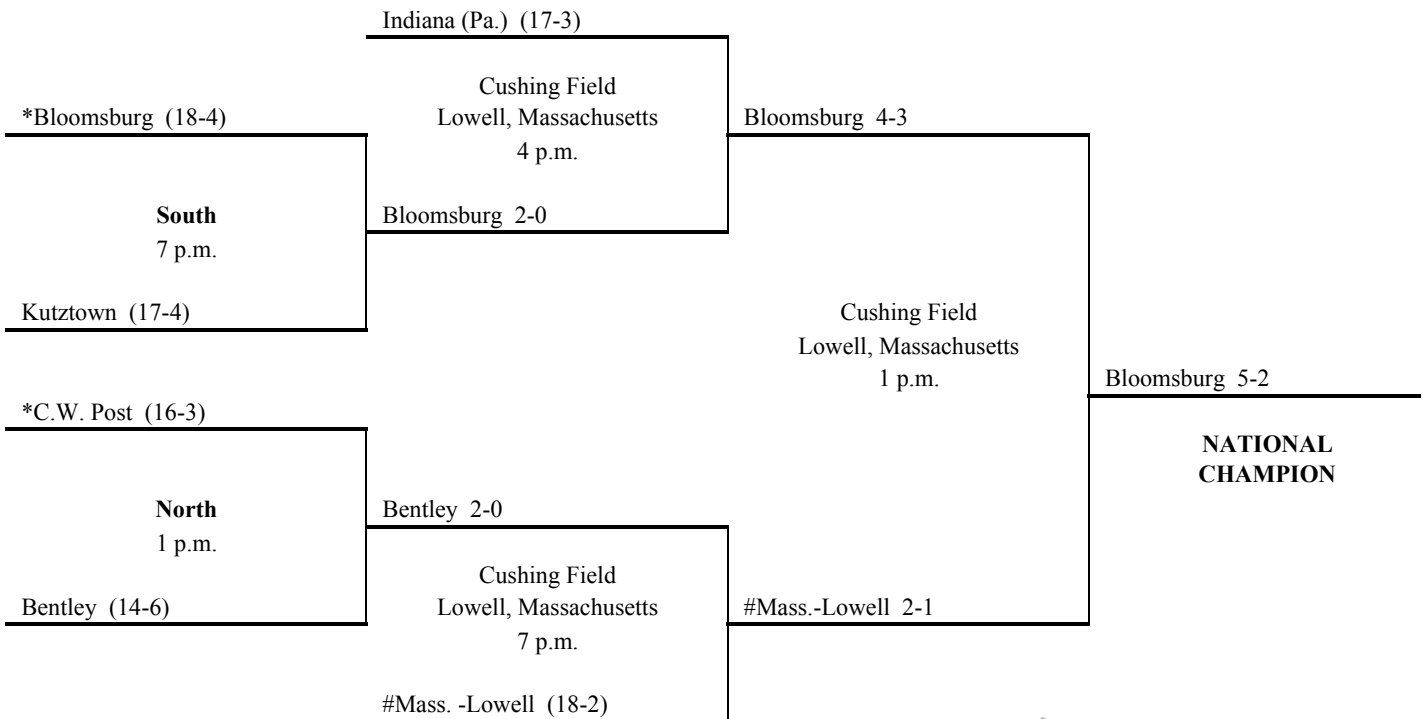 Indiana (Pa.) (17-3)
Cushing Field
*Bloomsburg (18-4)
Lowell, Massachusetts
Bloomsburg 4-3
4 p.m.
South
Bloomsburg 2-0
7 p.m.
Kutztown (17-4)
Cushing Field
Lowell, Massachusetts
1 p.m.
Bloomsburg 5-2
*C.W. Post (16-3)
NATIONAL
CHAMPION
North
Bentley 2-0
1 p.m.
Cushing Field
Bentley (14-6)
Lowell, Massachusetts
#Mass.-Lowell 2-1
7 p.m.
#Mass. -Lowell (18-2)